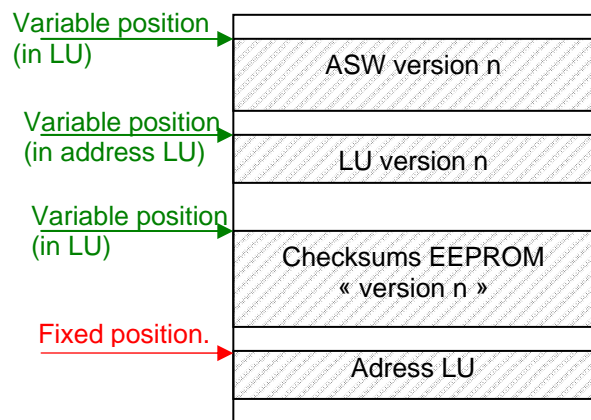 Variable position
(in LU)
ASW version n
Variable position
(in address LU)
LU version n
Variable position
(in LU)
Checksums EEPROM
« version n »
Fixed position.
Adress LU